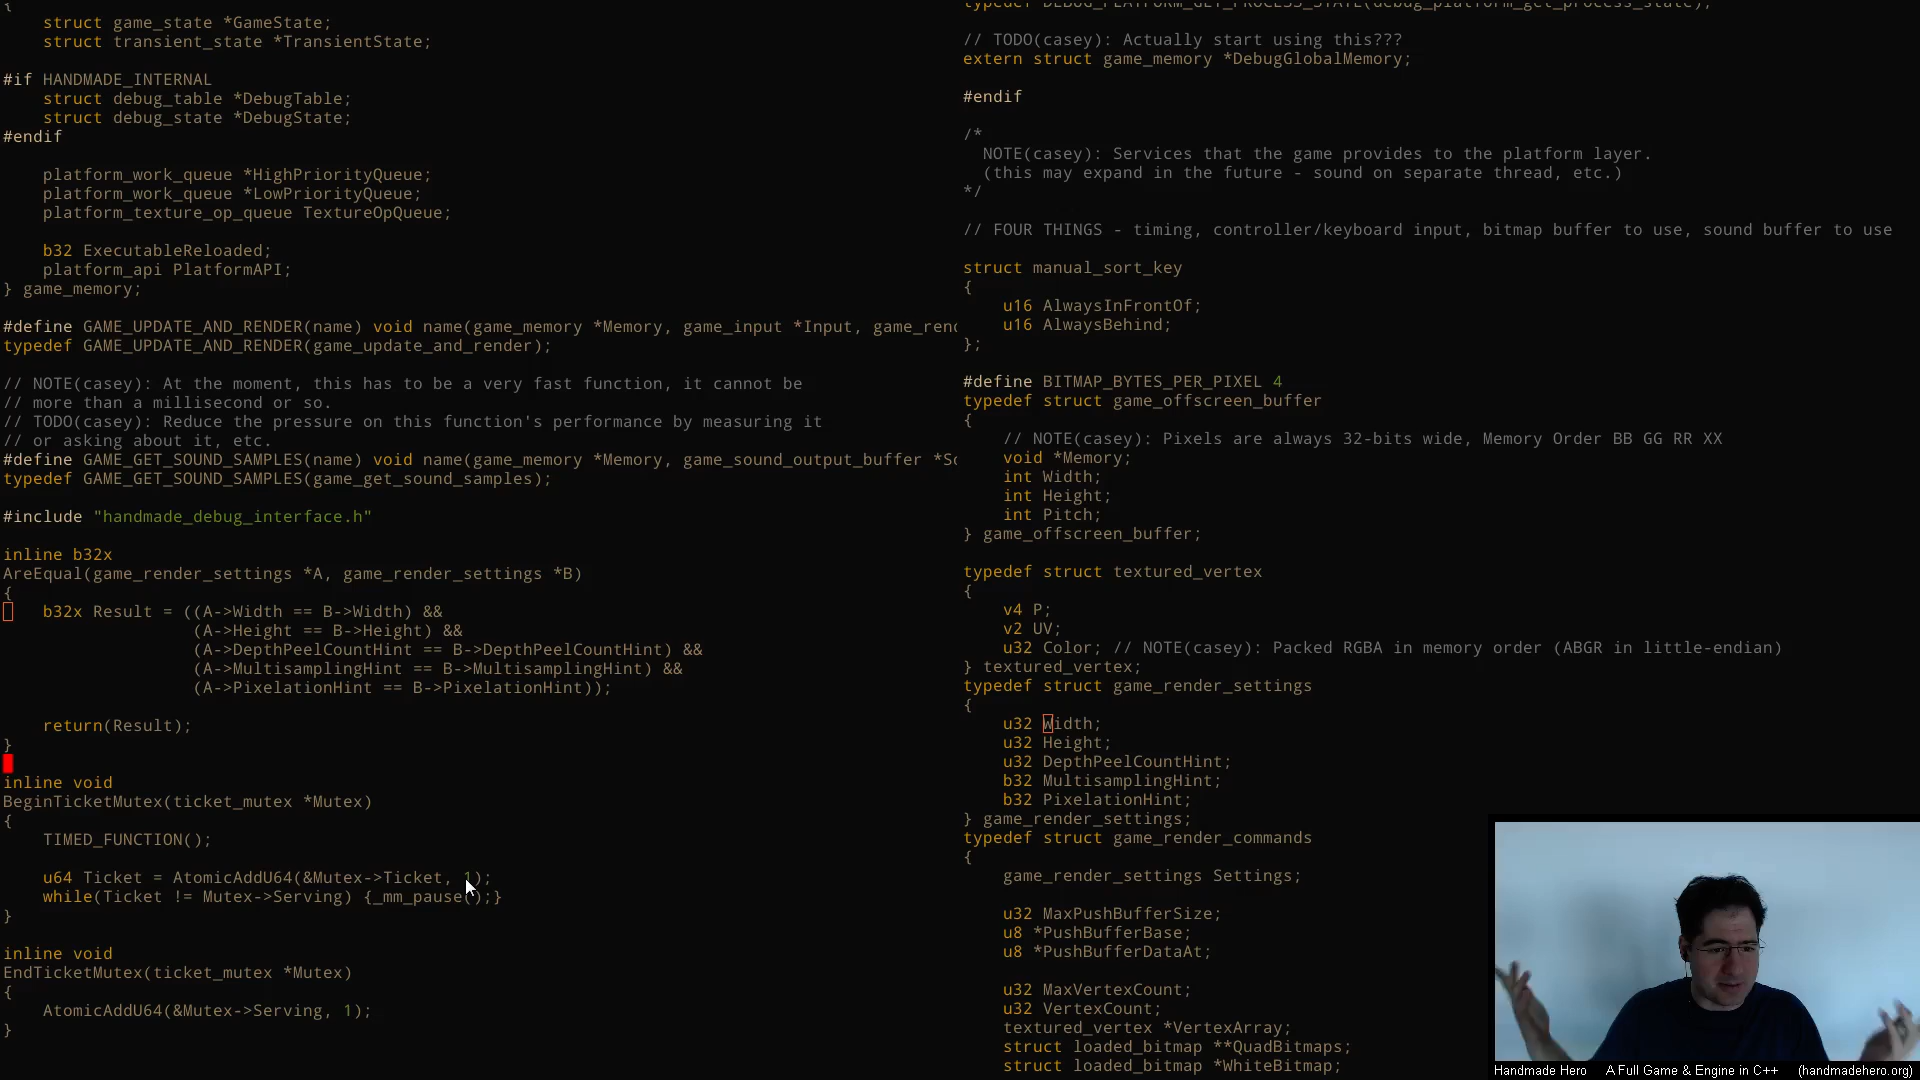 {
struct game_state *GameState;
struct transient_state *TransientState;
#if HANDMADE_INTERNAL
struct debug_table *DebugTable;
struct debug_state *DebugState;
#endif
platform_work_queue *HighPriorityQueue;
platform_work_queue *LowPriorityQueue;
platform_texture_op_queue TextureOpQueue;
b32 ExecutableReloaded;
platform_api PlatformAPI;
} game_memory;
#define GAME_UPDATE_AND_RENDER(name) void name(game_memory *Memory, game_input *Input, game_rend
typedef GAME_UPDATE_AND_RENDER(game_update_and_render);
// NOTE(casey): At the moment, this has to be a very fast function, it cannot be
// more than a millisecond or so.
// TODO(casey): Reduce the pressure on this function's performance by measuring it
// or asking about it, etc.
#define GAME_GET_SOUND_SAMPLES(name) void name(game_memory *Memory, game_sound_output_buffer *So
typedef GAME_GET_SOUND_SAMPLES(game_get_sound_samples);
#include "handmade_debug_interface.h"
inline b32x
AreEqual(game_render_settings *A, game_render_settings *B)
{
b32x Result = ((A->Width == B->Width) &&
(A->Height == B->Height) &&
(A->DepthPeelCountHint == B->DepthPeelCountHint) &&
(A->MultisamplingHint == B->MultisamplingHint) &&
(A->PixelationHint == B->PixelationHint));
return(Result);
}
inline void
BeginTicketMutex(ticket_mutex *Mutex)
{
TIMED_FUNCTION();
u64 Ticket = AtomicAddU64(&Mutex->Ticket, 1);
while(Ticket != Mutex->Serving) {_mm_pause();}
}
inline void
EndTicketMutex(ticket_mutex *Mutex)
{
AtomicAddU64(&Mutex->Serving, 1);
}
typedef DEBUG_PLATFORM_GET_PROCESS_STATE(debug_platform_get_process_state);
// TODO(casey): Actually start using this???
extern struct game_memory *DebugGlobalMemory;
#endif
/*
NOTE(casey): Services that the game provides to the platform layer.
(this may expand in the future - sound on separate thread, etc.)
*/
// FOUR THINGS - timing, controller/keyboard input, bitmap buffer to use, sound buffer to use
struct manual_sort_key
{
u16 AlwaysInFrontOf;
u16 AlwaysBehind;
};
#define BITMAP_BYTES_PER_PIXEL 4
typedef struct game_offscreen_buffer
{
// NOTE(casey): Pixels are always 32-bits wide, Memory Order BB GG RR XX
void *Memory;
int Width;
int Height;
int Pitch;
} game_offscreen_buffer;
typedef struct textured_vertex
{
v4 P;
v2 UV;
u32 Color; // NOTE(casey): Packed RGBA in memory order (ABGR in little-endian)
} textured_vertex;
typedef struct game_render_settings
{
u32 Width;
u32 Height;
u32 DepthPeelCountHint;
b32 MultisamplingHint;
b32 PixelationHint;
} game_render_settings;
typedef struct game_render_commands
{
game_render_settings Settings;
u32 MaxPushBufferSize;
u8 *PushBufferBase;
u8 *PushBufferDataAt;
u32 MaxVertexCount;
u32 VertexCount;
textured_vertex *VertexArray;
struct loaded_bitmap **QuadBitmaps;
struct loaded_bitmap *WhiteBitmap;
Handmade Hero A Full Game & Engine in C++ (handmadehero.org)